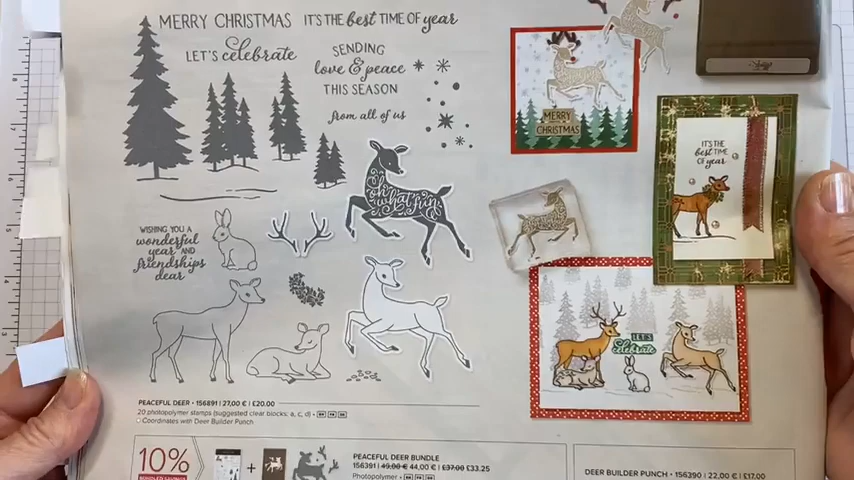 MERRY CHRISTMAS
IT'S THE best TIME OF year
LET'S celebrate
SENDING
love & peace
THIS SEASON
from all of us
oh what fun
WISHING YOU A
wonderful
year AND
friendships
dear
PEACEFUL DEER • 156891 | 27,00 € | £20.00
20 photopolymer stamps (suggested clear blocks: a, c, d) •
Coordinates with Deer Builder Punch
10%
BUNDLED SAVINGS
PEACEFUL DEER BUNDLE
156391 | 49,00 € 44,00 € | £37.00 £33.25
Photopolymer •
DEER BUILDER PUNCH • 156390 | 22,00 € | £17.00
MERRY
CHRISTMAS
IT'S THE
best TIME
OF year
LET'S
celebrate